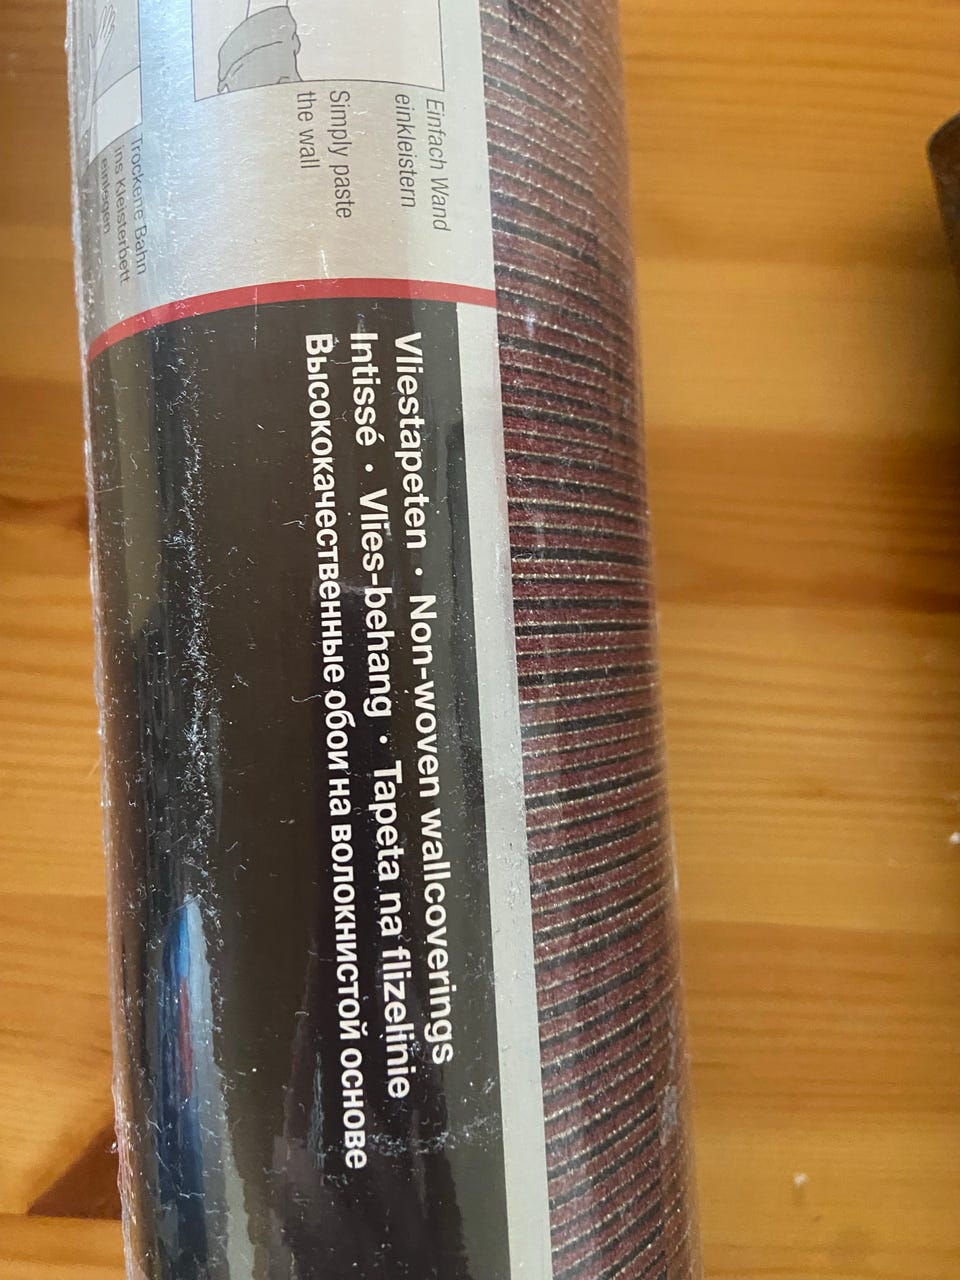 Einfach Wand
einkleistern
Simply paste
the wall
Trockene Bahn
ins Kleisterbett
einlegen
Vliestapeten · Non-woven wallcoverings
Intissé · Vlies-behang · Tapeta na flizelinie
Высококачественные обои на волокнистой основе